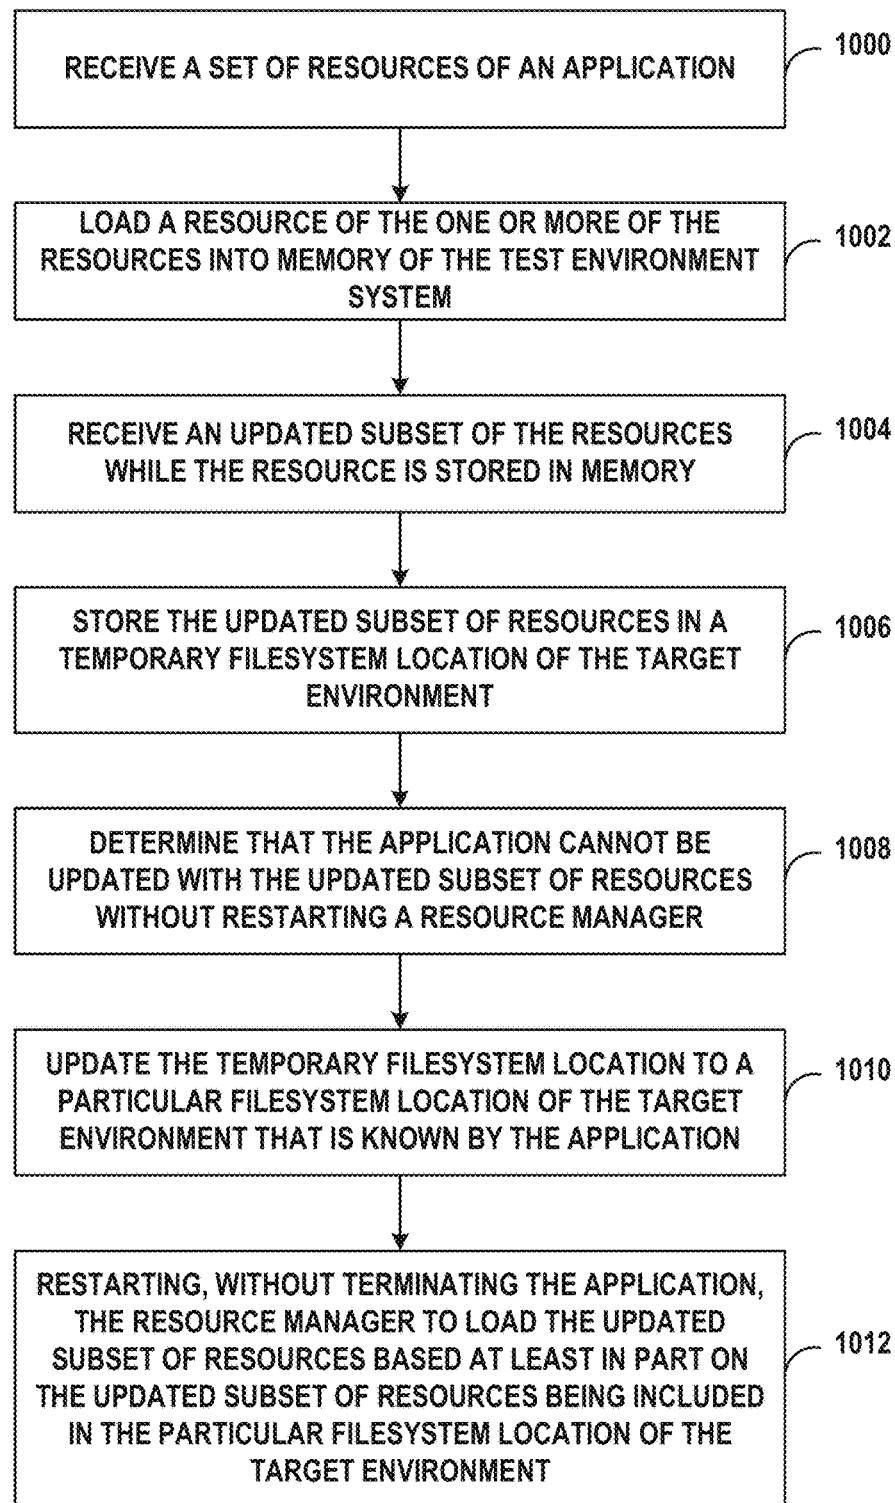 RECEIVE A SET OF RESOURCES OF AN APPLICATION
1000
LOAD A RESOURCE OF THE ONE OR MORE OF THE
RESOURCES INTO MEMORY OF THE TEST ENVIRONMENT
SYSTEM
1002
RECEIVE AN UPDATED SUBSET OF THE RESOURCES
WHILE THE RESOURCE IS STORED IN MEMORY
1004
STORE THE UPDATED SUBSET OF RESOURCES IN A
TEMPORARY FILESYSTEM LOCATION OF THE TARGET
ENVIRONMENT
1006
DETERMINE THAT THE APPLICATION CANNOT BE
UPDATED WITH THE UPDATED SUBSET OF RESOURCES
WITHOUT RESTARTING A RESOURCE MANAGER
1008
UPDATE THE TEMPORARY FILESYSTEM LOCATION TO A
PARTICULAR FILESYSTEM LOCATION OF THE TARGET
ENVIRONMENT THAT IS KNOWN BY THE APPLICATION
1010
RESTARTING, WITHOUT TERMINATING THE APPLICATION,
THE RESOURCE MANAGER TO LOAD THE UPDATED
SUBSET OF RESOURCES BASED AT LEAST IN PART ON
THE UPDATED SUBSET OF RESOURCES BEING INCLUDED
IN THE PARTICULAR FILESYSTEM LOCATION OF THE
TARGET ENVIRONMENT
1012